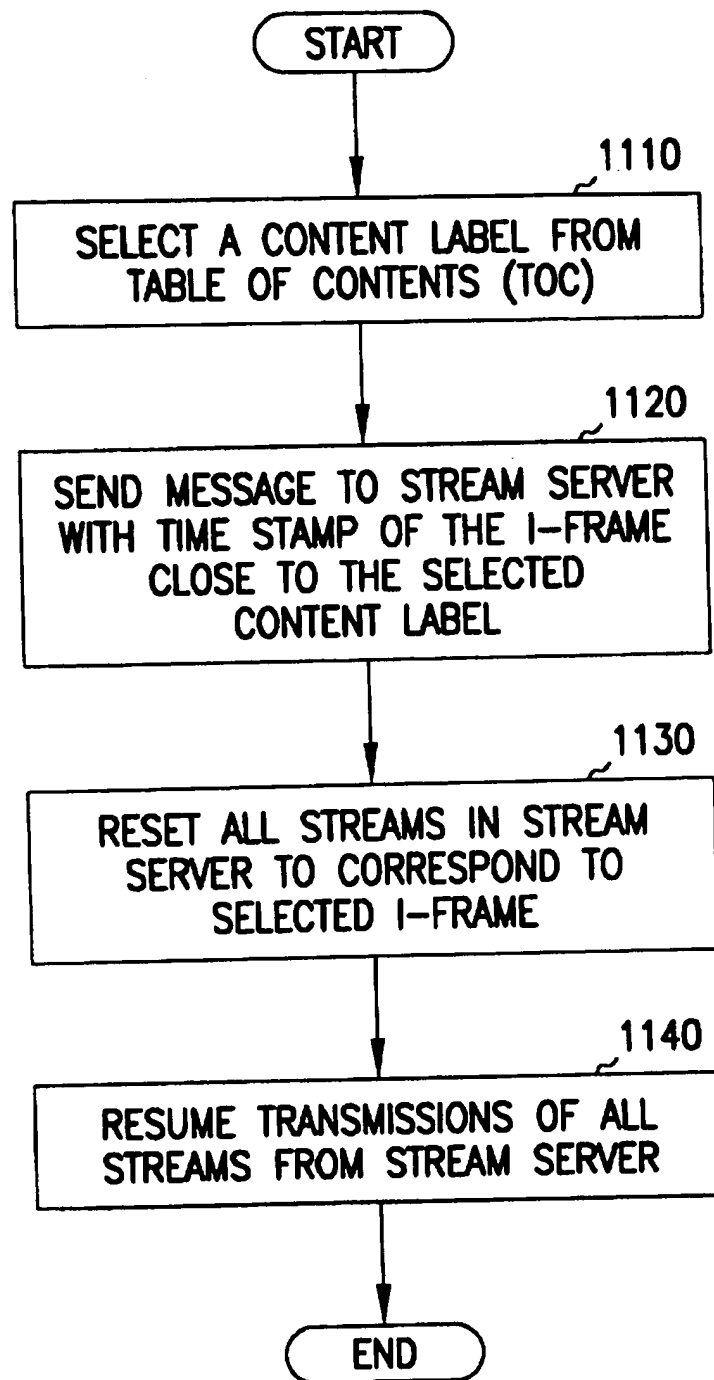 START
1110
SELECT A CONTENT LABEL FROM
TABLE OF CONTENTS (TOC)
1120
SEND MESSAGE TO STREAM SERVER
WITH TIME STAMP OF THE I-FRAME
CLOSE TO THE SELECTED
CONTENT LABEL
1130
RESET ALL STREAMS IN STREAM
SERVER TO CORRESPOND TO
SELECTED I-FRAME
1140
RESUME TRANSMISSIONS OF ALL
STREAMS FROM STREAM SERVER
END